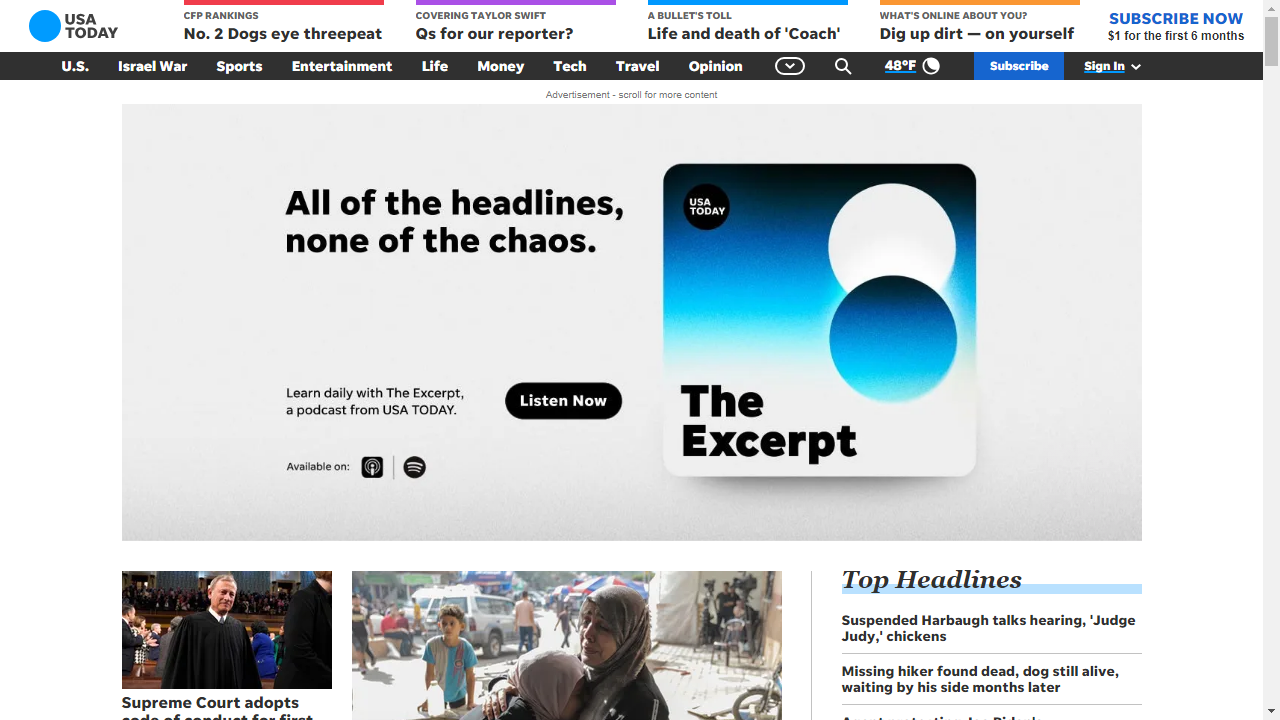 USA
TODAY
CFP RANKINGS
No. 2 Dogs eye threepeat
COVERING TAYLOR SWIFT
Qs for our reporter?
A BULLET'S TOLL
Life and death of 'Coach'
WHAT'S ONLINE ABOUT YOU?
Dig up dirt — on yourself
SUBSCRIBE NOW
$1 for the first 6 months
U.S. Israel War Sports Entertainment Life Money Tech Travel Opinion 48°F Subscribe Sign In
Advertisement - scroll for more content
All of the headlines,
none of the chaos.
Learn daily with The Excerpt,
a podcast from USA TODAY.
Listen Now
Available on:
USA
TODAY
The
Excerpt
Supreme Court adopts
code of conduct for first
Top Headlines
Suspended Harbaugh talks hearing, 'Judge
Judy,' chickens
Missing hiker found dead, dog still alive,
waiting by his side months later